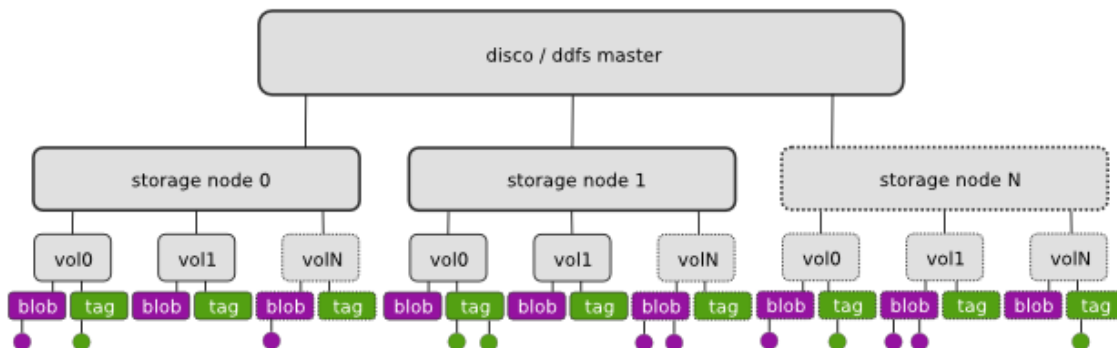 disco / ddfs master
storage node 0
storage node 1
storage node N
vol0
vol1
volN
vol0
vol1
volN
vol0
vol1
volN
blob
tag
blob
tag
blob
tag
blob
tag
blob
tag
blob
tag
blob
tag
blob
tag
blob
tag